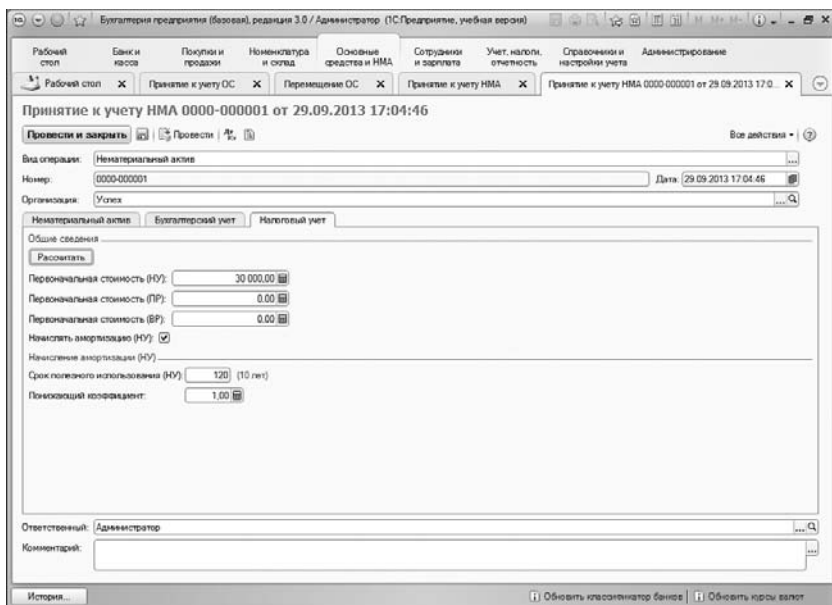 Бухгалтерия предприятия (базовая), редакция 3.0 / Администратор (1С:Предприятие, учебная версия)
M M+ M-
Рабочий стол
Банк и касса
Покупки и продажи
Номенклатура и склад
Основные средства и НМА
Сотрудники и зарплата
Учет, налоги, отчетность
Справочники и настройки учета
Администрирование
Рабочий стол
Принятие к учету ОС
Перемещение ОС
Принятие к учету НМА
Принятие к учету НМА 0000-000001 от 29.09.2013 17:0...
Принятие к учету НМА 0000-000001 от 29.09.2013 17:04:46
Провести и закрыть Провести Все действия
Вид операции: Нематериальный актив
Номер: 0000-000001 Дата: 29.09.2013 17:04:46
Организация: Успех
Нематериальный актив Бухгалтерский учет Налоговый учет
Общие сведения
Рассчитать
Первоначальная стоимость (НУ): 30 000,00
Первоначальная стоимость (ПР): 0.00
Первоначальная стоимость (ВР): 0.00
Начислять амортизацию (НУ):
Начисление амортизации (НУ)
Срок полезного использования (НУ): 120 (10 лет)
Понижающий коэффициент: 1,00
Ответственный: Администратор
Комментарий:
История... Обновить классификатор банков Обновить курсы валют